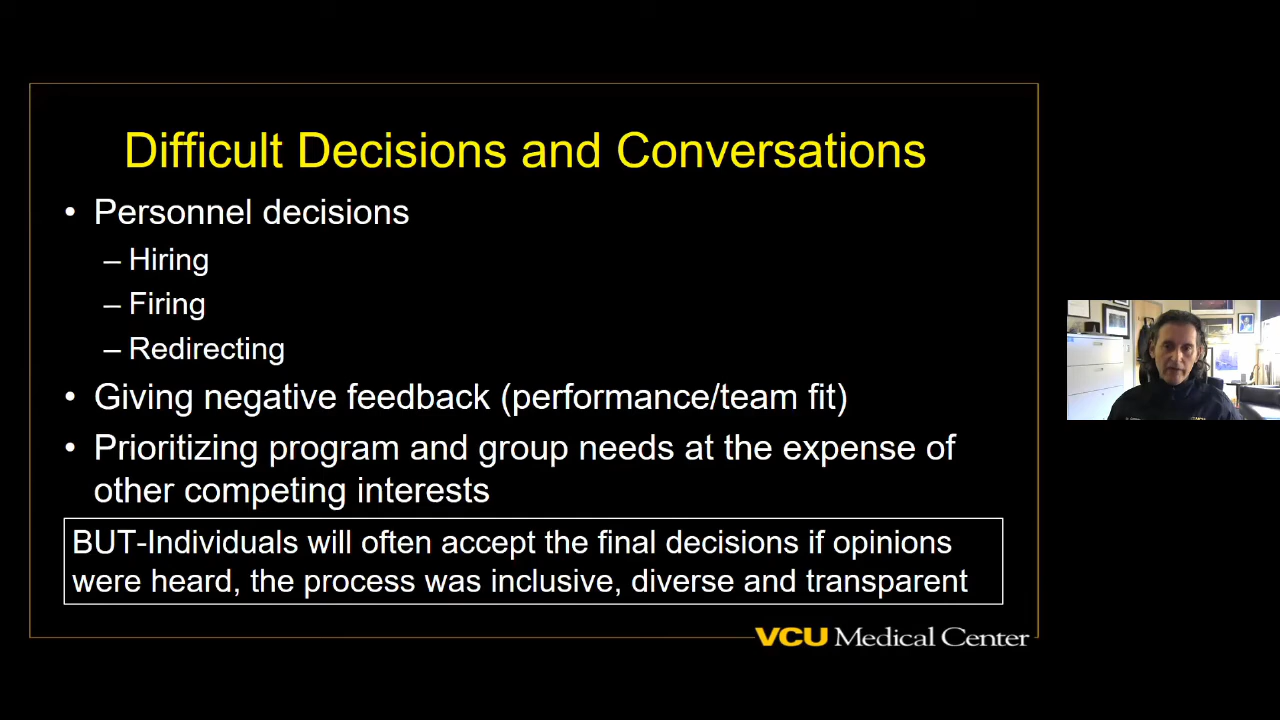 Difficult Decisions and Conversations
• Personnel decisions
– Hiring
– Firing
– Redirecting
• Giving negative feedback (performance/team fit)
• Prioritizing program and group needs at the expense of
other competing interests
BUT-Individuals will often accept the final decisions if opinions
were heard, the process was inclusive, diverse and transparent
VCU Medical Center